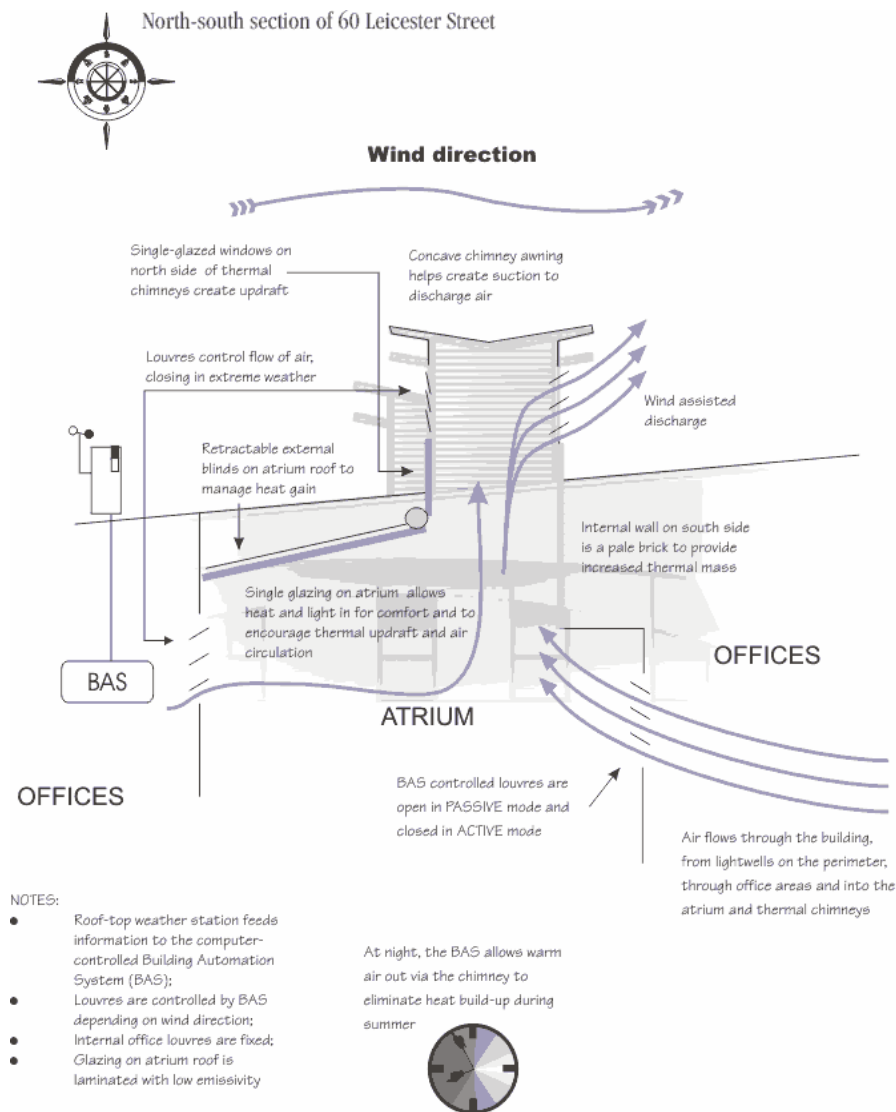 North-south section of 60 Leicester Street
Wind direction
Single-glazed windows on
north side of thermal
chimneys create updraft
Concave chimney awning
helps create suction to
discharge air
Louvres control flow of air,
closing in extreme weather
Wind assisted
discharge
Retractable external
blinds on atrium roof to
manage heat gain
Internal wall on south side
is a pale brick to provide
increased thermal mass
Single glazing on atrium allows
heat and light in for comfort and to
encourage thermal updraft and air
circulation
OFFICES
BAS
ATRIUM
OFFICES
BAS controlled louvres are
open in PASSIVE mode and
closed in ACTIVE mode
Air flows through the building,
from lightwells on the perimeter,
through office areas and into the
atrium and thermal chimneys
NOTES:
● Roof-top weather station feeds
information to the computer-
controlled Building Automation
System (BAS);
● Louvres are controlled by BAS
depending on wind direction;
● Internal office louvres are fixed;
● Glazing on atrium roof is
laminated with low emissivity
At night, the BAS allows warm
air out via the chimney to
eliminate heat build-up during
summer